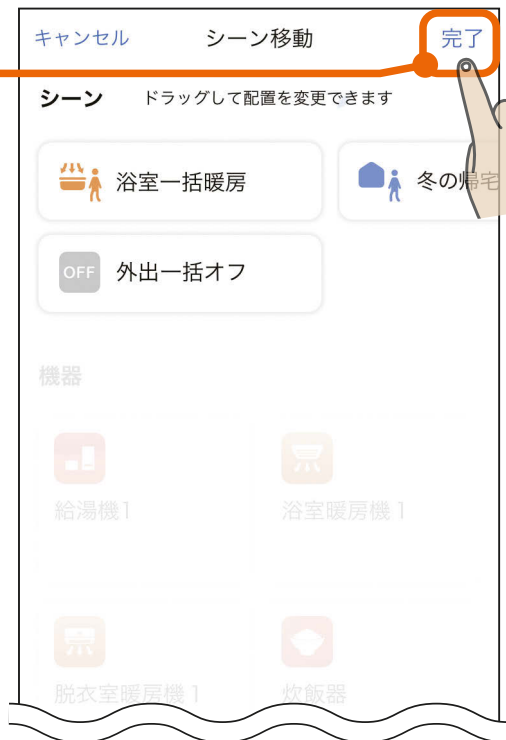 キャンセル シーン移動 完了
シーン ドラッグして配置を変更できます
浴室一括暖房 冬の帰宅
OFF 外出一括オフ
機器
給湯機1 浴室暖房機1
脱衣室暖房機1 炊飯器